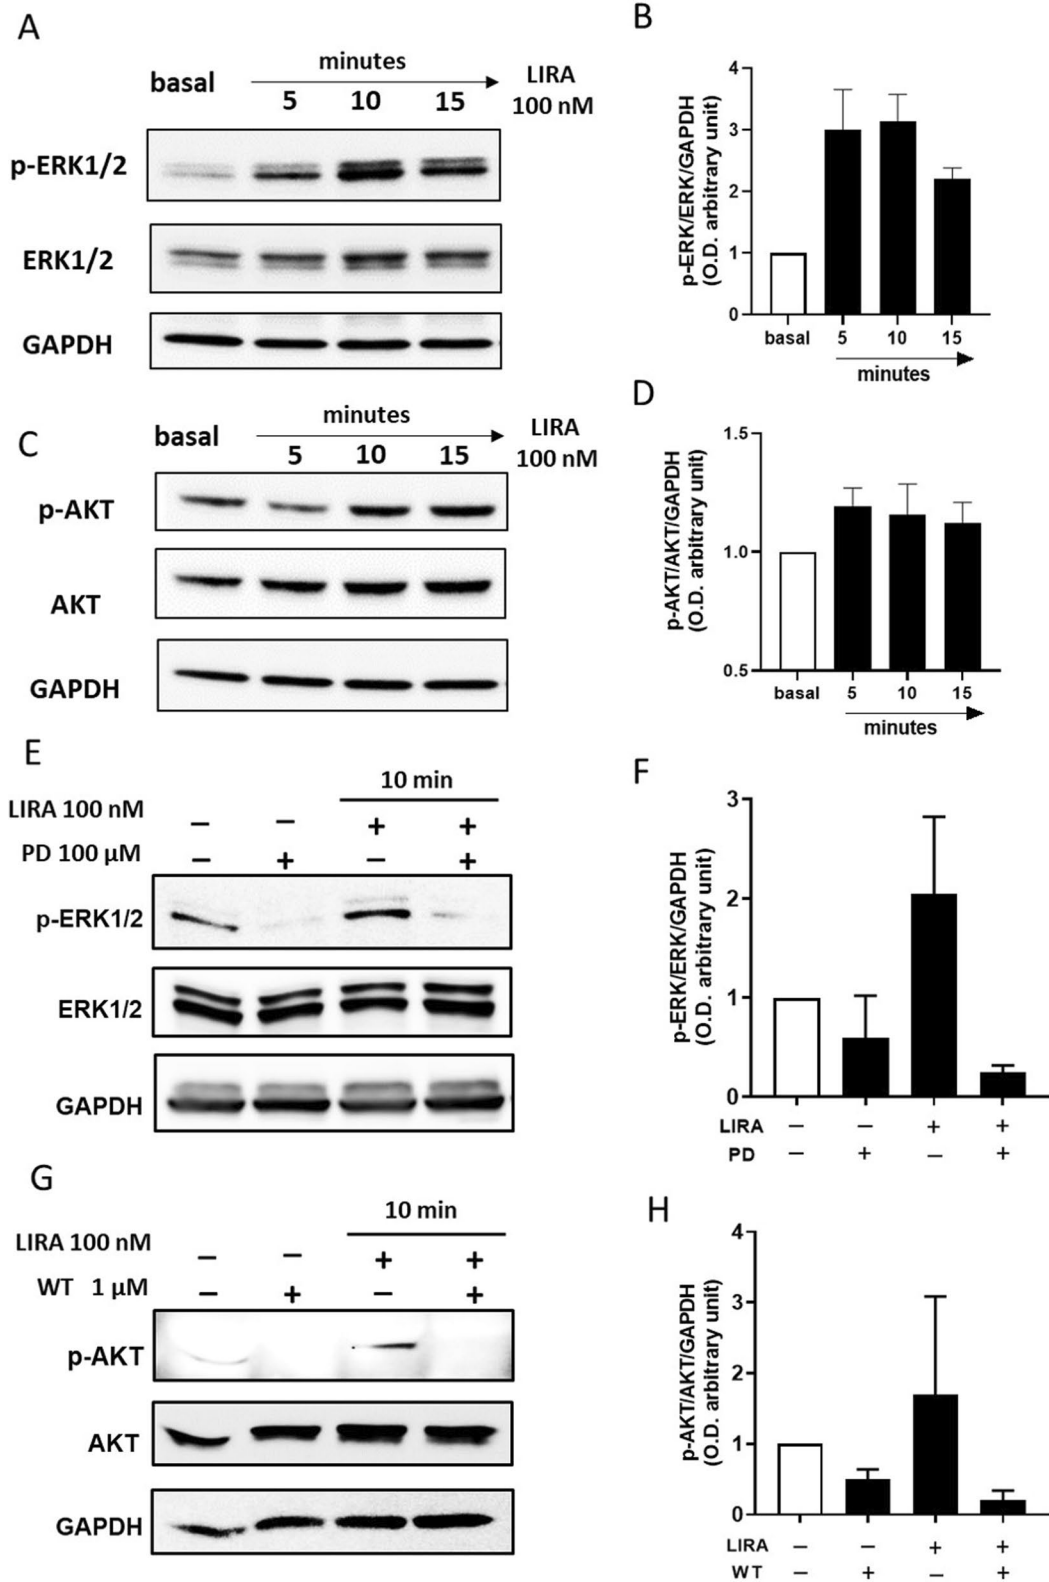 A
basal
minutes
5 10 15
LIRA
100 nM
p-ERK1/2
ERK1/2
GAPDH
B
p-ERK/ERK/GAPDH
(O.D. arbitrary unit)
4
3
2
1
0
basal 5 10 15
minutes
C
basal
minutes
5 10 15
LIRA
100 nM
p-AKT
AKT
GAPDH
D
p-AKT/AKT/GAPDH
(O.D. arbitrary unit)
1.5
1.0
0.5
basal 5 10 15
minutes
E
10 min
LIRA 100 nM − − + +
PD 100 µM − + − +
p-ERK1/2
ERK1/2
GAPDH
F
p-ERK/ERK/GAPDH
(O.D. arbitrary unit)
3
2
1
0
LIRA − − + +
PD − + − +
G
10 min
LIRA 100 nM − − + +
WT 1 µM − + − +
p-AKT
AKT
GAPDH
H
p-AKT/AKT/GAPDH
(O.D. arbitrary unit)
4
3
2
1
0
LIRA − − + +
WT − + − +